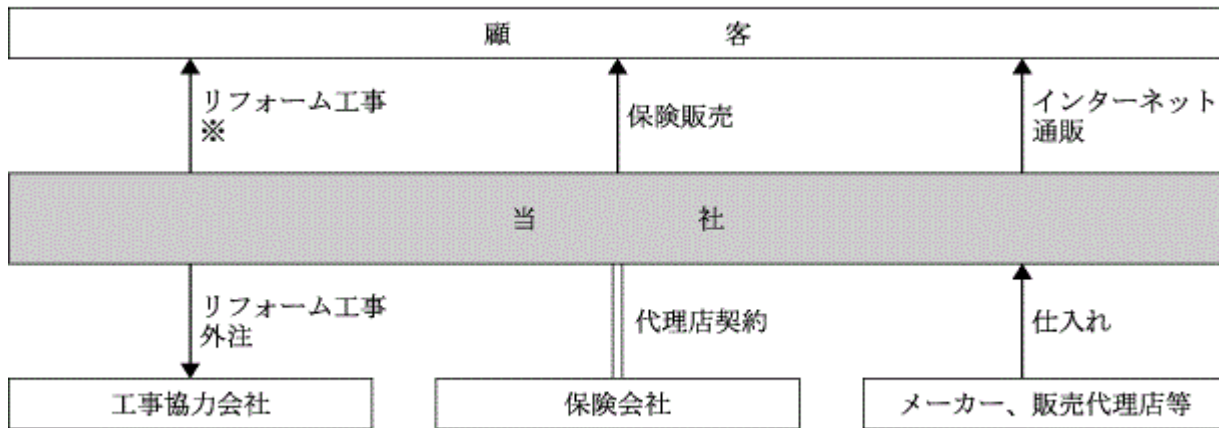 顧客
リフォーム工事
※
保険販売
インターネット
通販
当社
リフォーム工事
外注
代理店契約
仕入れ
工事協力会社
保険会社
メーカー、販売代理店等